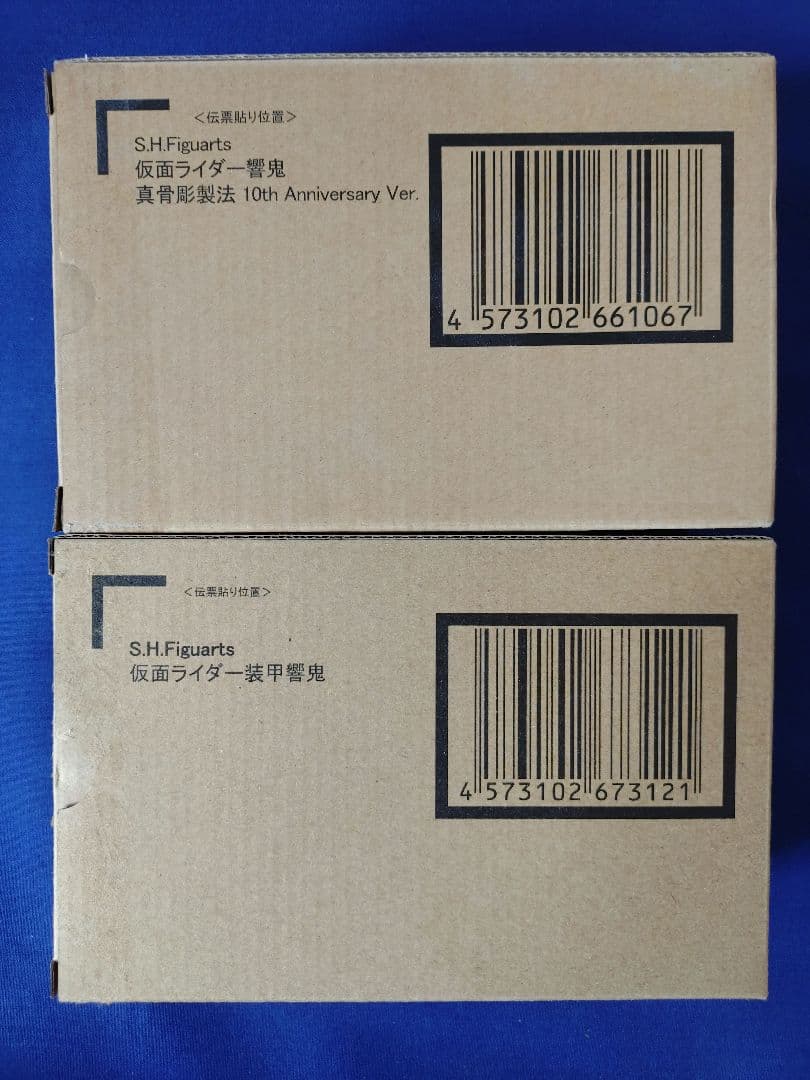 <伝票貼り位置>
S.H.Figuarts
仮面ライダー響鬼
真骨彫製法 10th Anniversary Ver.
4 573102 661067
<伝票貼り位置>
S.H.Figuarts
仮面ライダー装甲響鬼
4 573102 673121